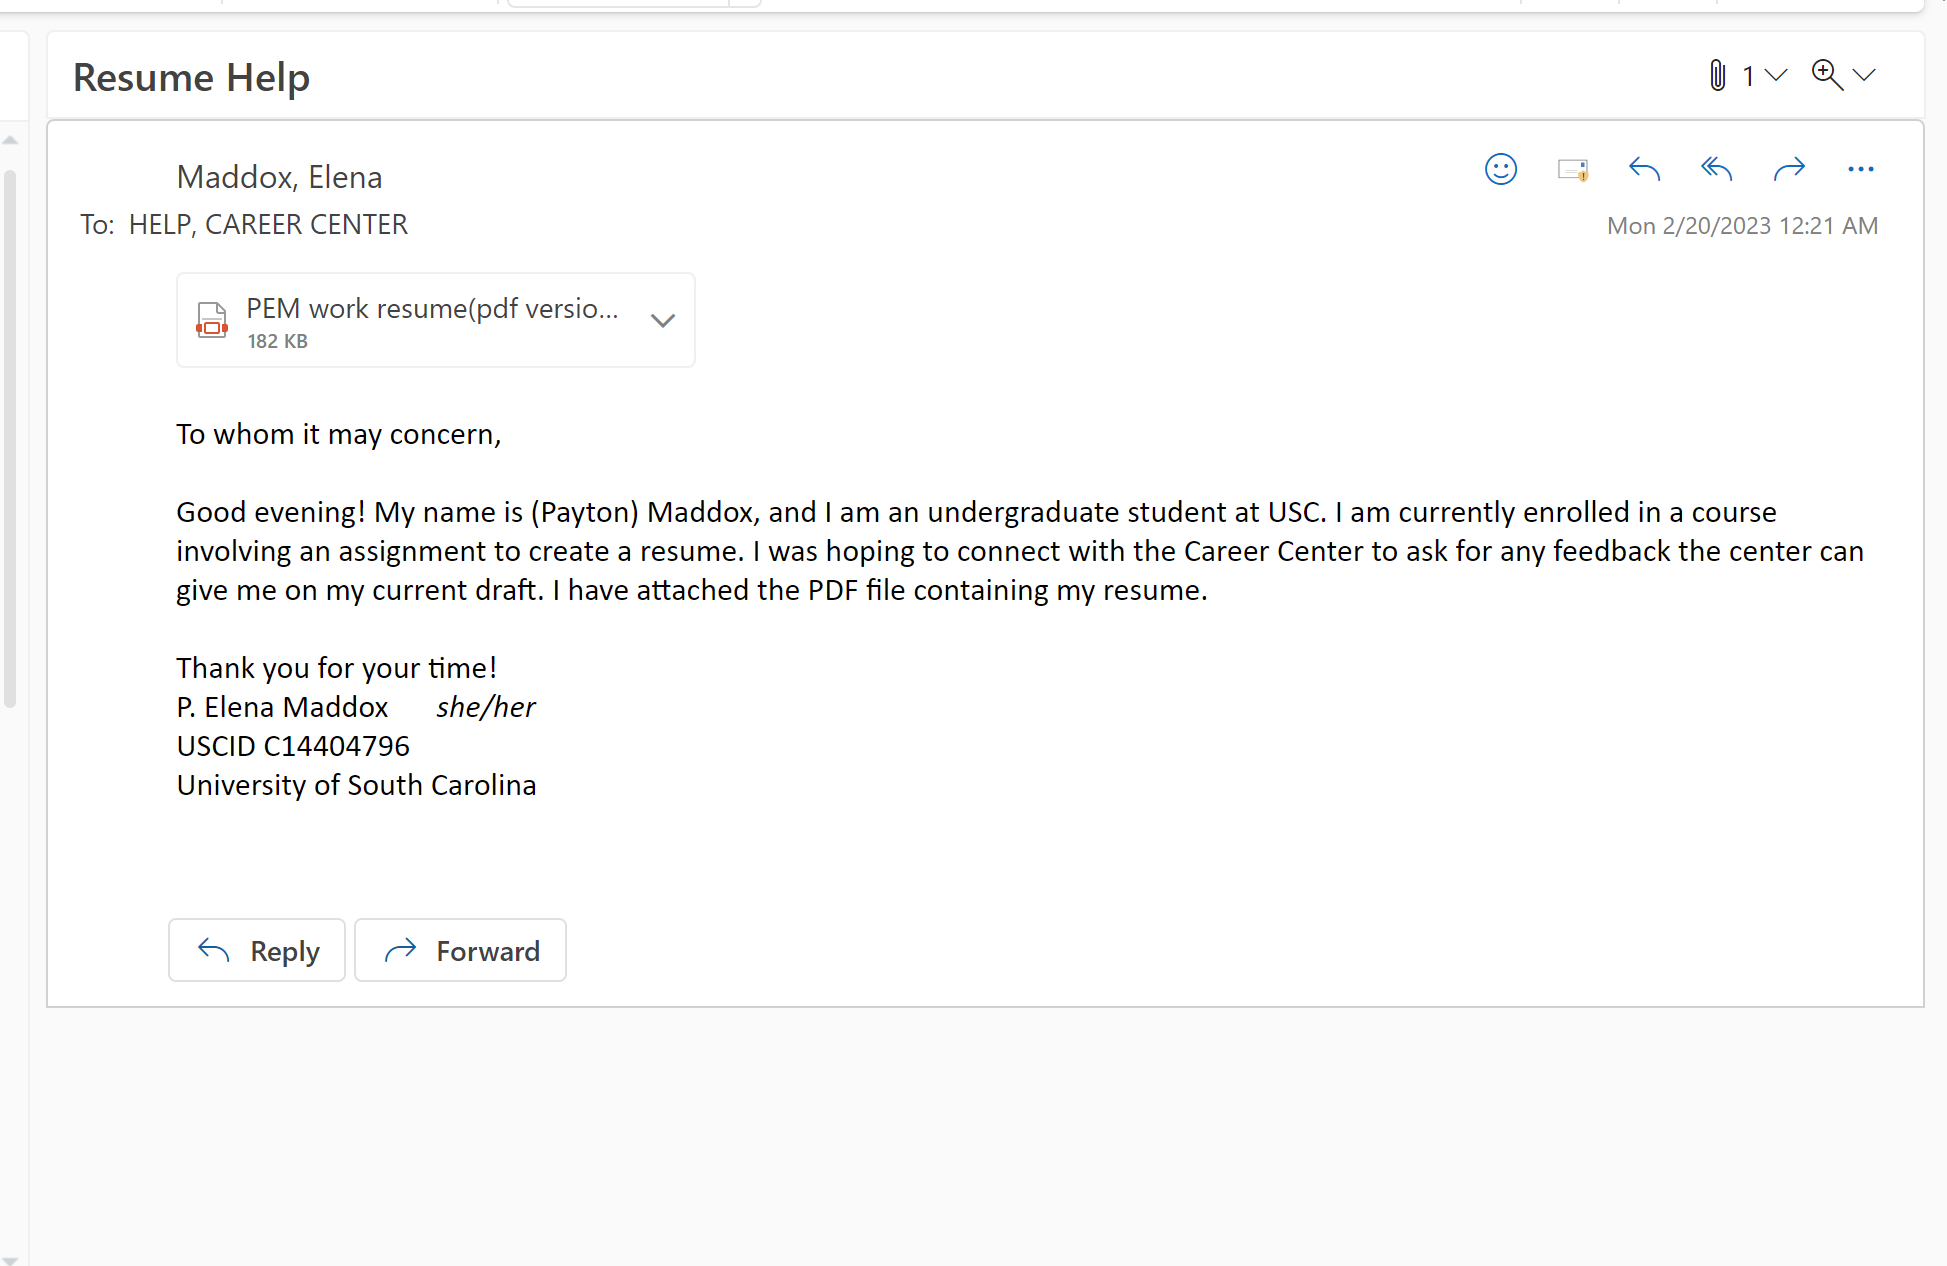 Resume Help
1
Maddox, Elena
To: HELP, CAREER CENTER
Mon 2/20/2023 12:21 AM
PEM work resume(pdf versio...
182 KB
To whom it may concern,
Good evening! My name is (Payton) Maddox, and I am an undergraduate student at USC. I am currently enrolled in a course
involving an assignment to create a resume. I was hoping to connect with the Career Center to ask for any feedback the center can
give me on my current draft. I have attached the PDF file containing my resume.
Thank you for your time!
P. Elena Maddox she/her
USCID C14404796
University of South Carolina
Reply
Forward